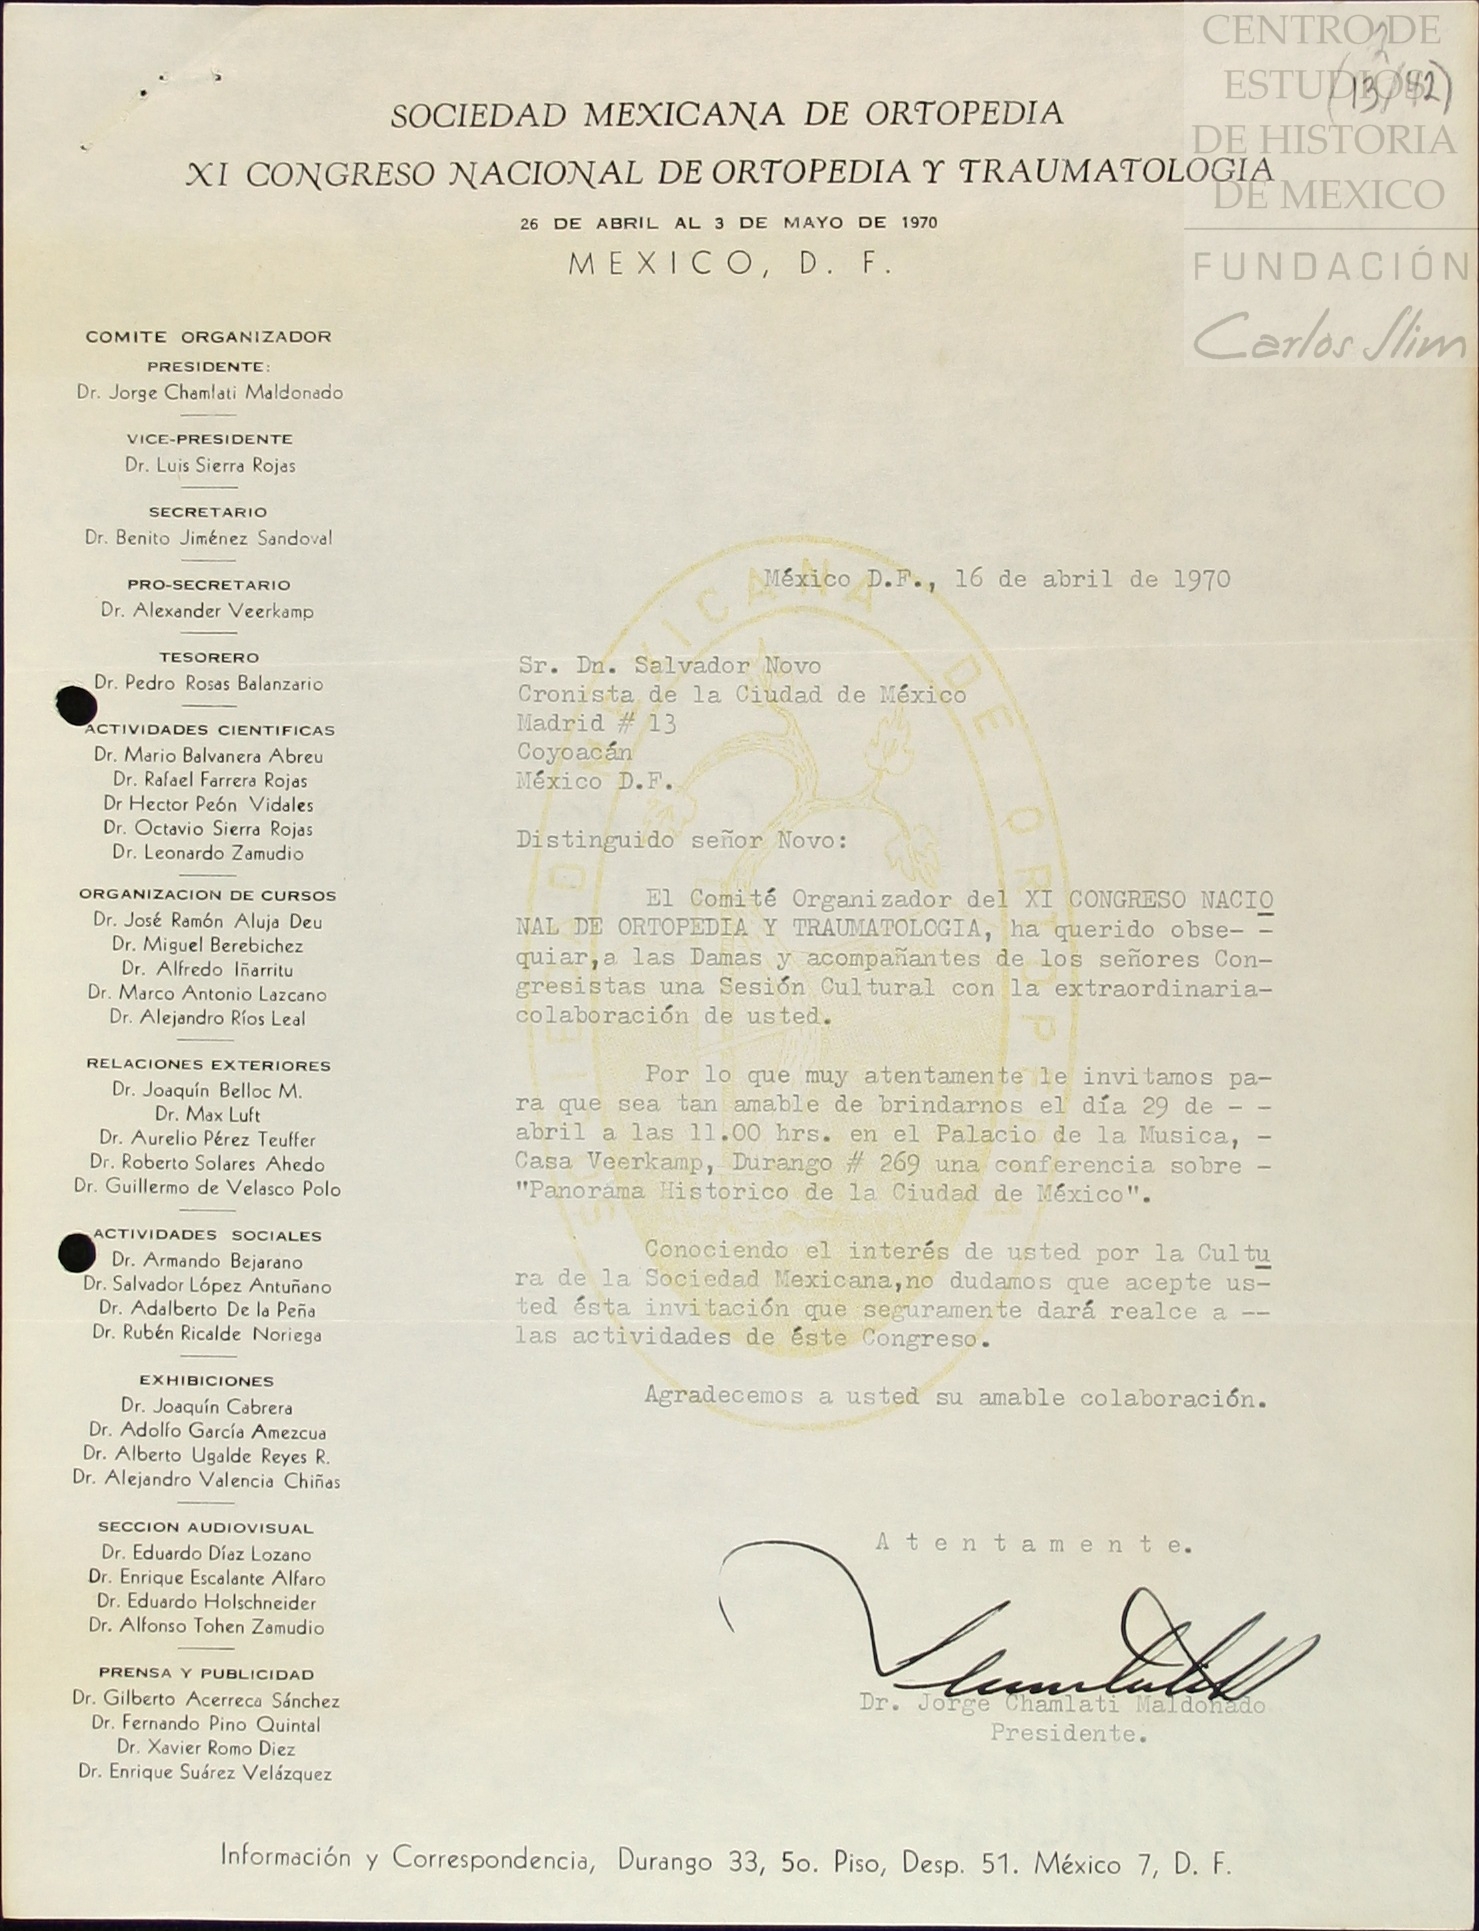 CENTRO DE
ESTUDIOS
DE HISTORIA
DE MEXICO
FUNDACIÓN
Carlos Slim
SOCIEDAD MEXICANA DE ORTOPEDIA
XI CONGRESO NACIONAL DE ORTOPEDIA Y TRAUMATOLOGIA
26 DE ABRIL AL 3 DE MAYO DE 1970
MEXICO, D. F.
COMITE ORGANIZADOR
PRESIDENTE:
Dr. Jorge Chamlati Maldonado
VICE-PRESIDENTE
Dr. Luis Sierra Rojas
SECRETARIO
Dr. Benito Jiménez Sandoval
PRO-SECRETARIO
Dr. Alexander Veerkamp
TESORERO
Dr. Pedro Rosas Balanzario
ACTIVIDADES CIENTIFICAS
Dr. Mario Balvanera Abreu
Dr. Rafael Farrera Rojas
Dr Hector Peón Vidales
Dr. Octavio Sierra Rojas
Dr. Leonardo Zamudio
ORGANIZACION DE CURSOS
Dr. José Ramón Aluja Deu
Dr. Miguel Berebichez
Dr. Alfredo Iñarritu
Dr. Marco Antonio Lazcano
Dr. Alejandro Ríos Leal
RELACIONES EXTERIORES
Dr. Joaquín Belloc M.
Dr. Max Luft
Dr. Aurelio Pérez Teuffer
Dr. Roberto Solares Ahedo
Dr. Guillermo de Velasco Polo
ACTIVIDADES SOCIALES
Dr. Armando Bejarano
Dr. Salvador López Antuñano
Dr. Adalberto De la Peña
Dr. Rubén Ricalde Noriega
EXHIBICIONES
Dr. Joaquín Cabrera
Dr. Adolfo García Amezcua
Dr. Alberto Ugalde Reyes R.
Dr. Alejandro Valencia Chiñas
SECCION AUDIOVISUAL
Dr. Eduardo Díaz Lozano
Dr. Enrique Escalante Alfaro
Dr. Eduardo Holschneider
Dr. Alfonso Tohen Zamudio
PRENSA Y PUBLICIDAD
Dr. Gilberto Acerreca Sánchez
Dr. Fernando Pino Quintal
Dr. Xavier Romo Diez
Dr. Enrique Suárez Velázquez
México D.F., 16 de abril de 1970
Sr. Dn. Salvador Novo
Cronista de la Ciudad de México
Madrid # 13
Coyoacán
México D.F.
Distinguido señor Novo:
El Comité Organizador del XI CONGRESO NACIO
NAL DE ORTOPEDIA Y TRAUMATOLOGIA, ha querido obse- -
quiar,a las Damas y acompañantes de los señores Con-
gresistas una Sesión Cultural con la extraordinaria-
colaboración de usted.
Por lo que muy atentamente le invitamos pa-
ra que sea tan amable de brindarnos el día 29 de - -
abril a las 11.00 hrs. en el Palacio de la Musica, -
Casa Veerkamp, Durango # 269 una conferencia sobre -
"Panorama Historico de la Ciudad de México".
Conociendo el interés de usted por la Cultu
ra de la Sociedad Mexicana,no dudamos que acepte us-
ted ésta invitación que seguramente dará realce a --
las actividades de éste Congreso.
Agradecemos a usted su amable colaboración.
Atentamente.
Dr. Jorge Chamlati Maldonado
Presidente.
Información y Correspondencia, Durango 33, 5o. Piso, Desp. 51. México 7, D. F.